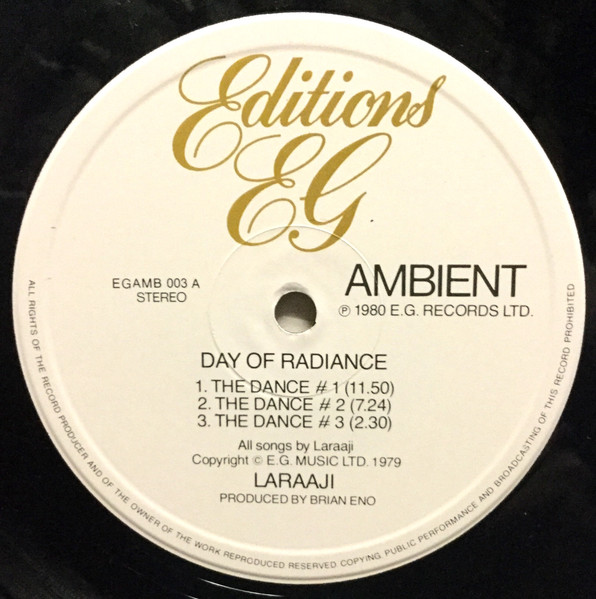 Editions
EG
AMBIENT
EGAMB 003 A
STEREO
℗ 1980 E.G. RECORDS LTD.
DAY OF RADIANCE
1. THE DANCE # 1 (11.50)
2. THE DANCE # 2 (7.24)
3. THE DANCE # 3 (2.30)
All songs by Laraaji
Copyright © E.G. MUSIC LTD. 1979
LARAAJI
PRODUCED BY BRIAN ENO
ALL RIGHTS OF THE RECORD PRODUCER AND OF THE OWNER OF THE WORK REPRODUCED RESERVED. COPYING, PUBLIC PERFORMANCE AND BROADCASTING OF THIS RECORD PROHIBITED